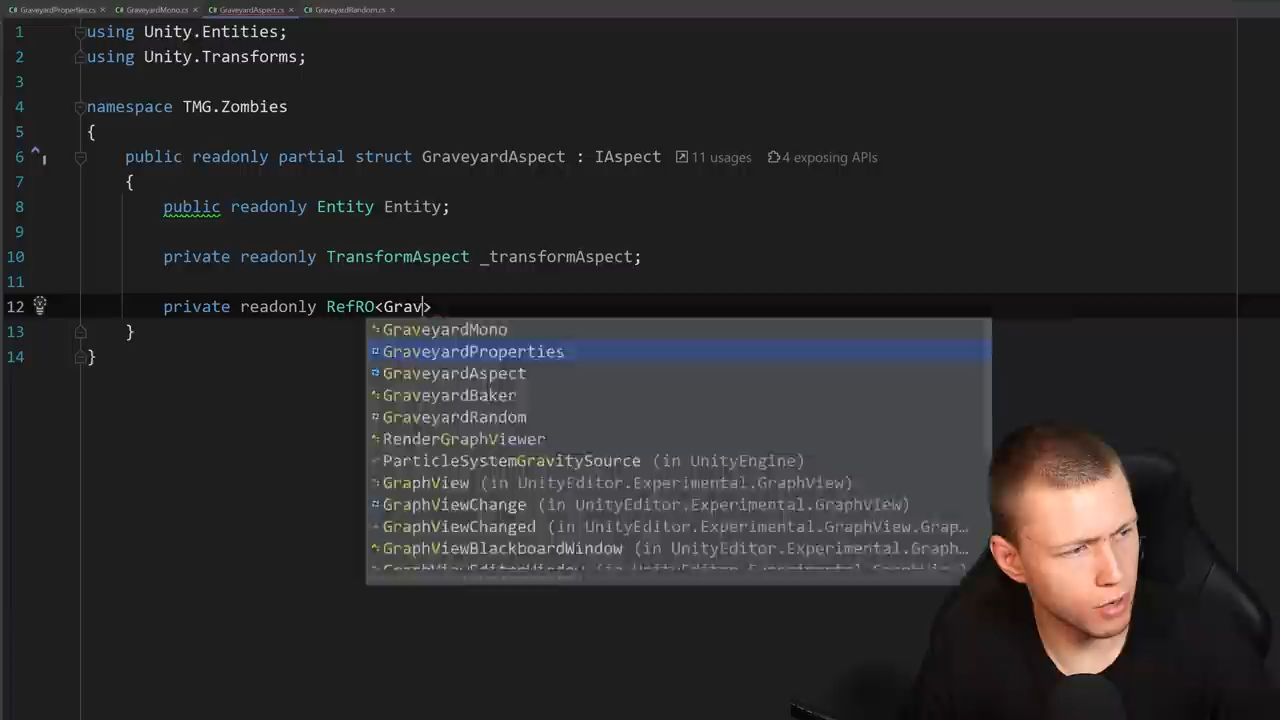 GraveyardProperties.cs GraveyardMono.cs GraveyardAspect.cs GraveyardRandom.cs
1 using Unity.Entities;
2 using Unity.Transforms;
3
4 namespace TMG.Zombies
5 {
6 public readonly partial struct GraveyardAspect : IAspect 11 usages 4 exposing APIs
7 {
8 public readonly Entity Entity;
9
10 private readonly TransformAspect _transformAspect;
11
12 private readonly RefRO<Grav>
GraveyardMono
GraveyardProperties
GraveyardAspect
GraveyardBaker
GraveyardRandom
RenderGraphViewer
ParticleSystemGravitySource (in UnityEngine)
GraphView (in UnityEditor.Experimental.GraphView)
GraphViewChange (in UnityEditor.Experimental.GraphView)
GraphViewChanged (in UnityEditor.Experimental.GraphView.Grap…
GraphViewBlackboardWindow (in UnityEditor.Experimental.Graph…
13 }
14 }